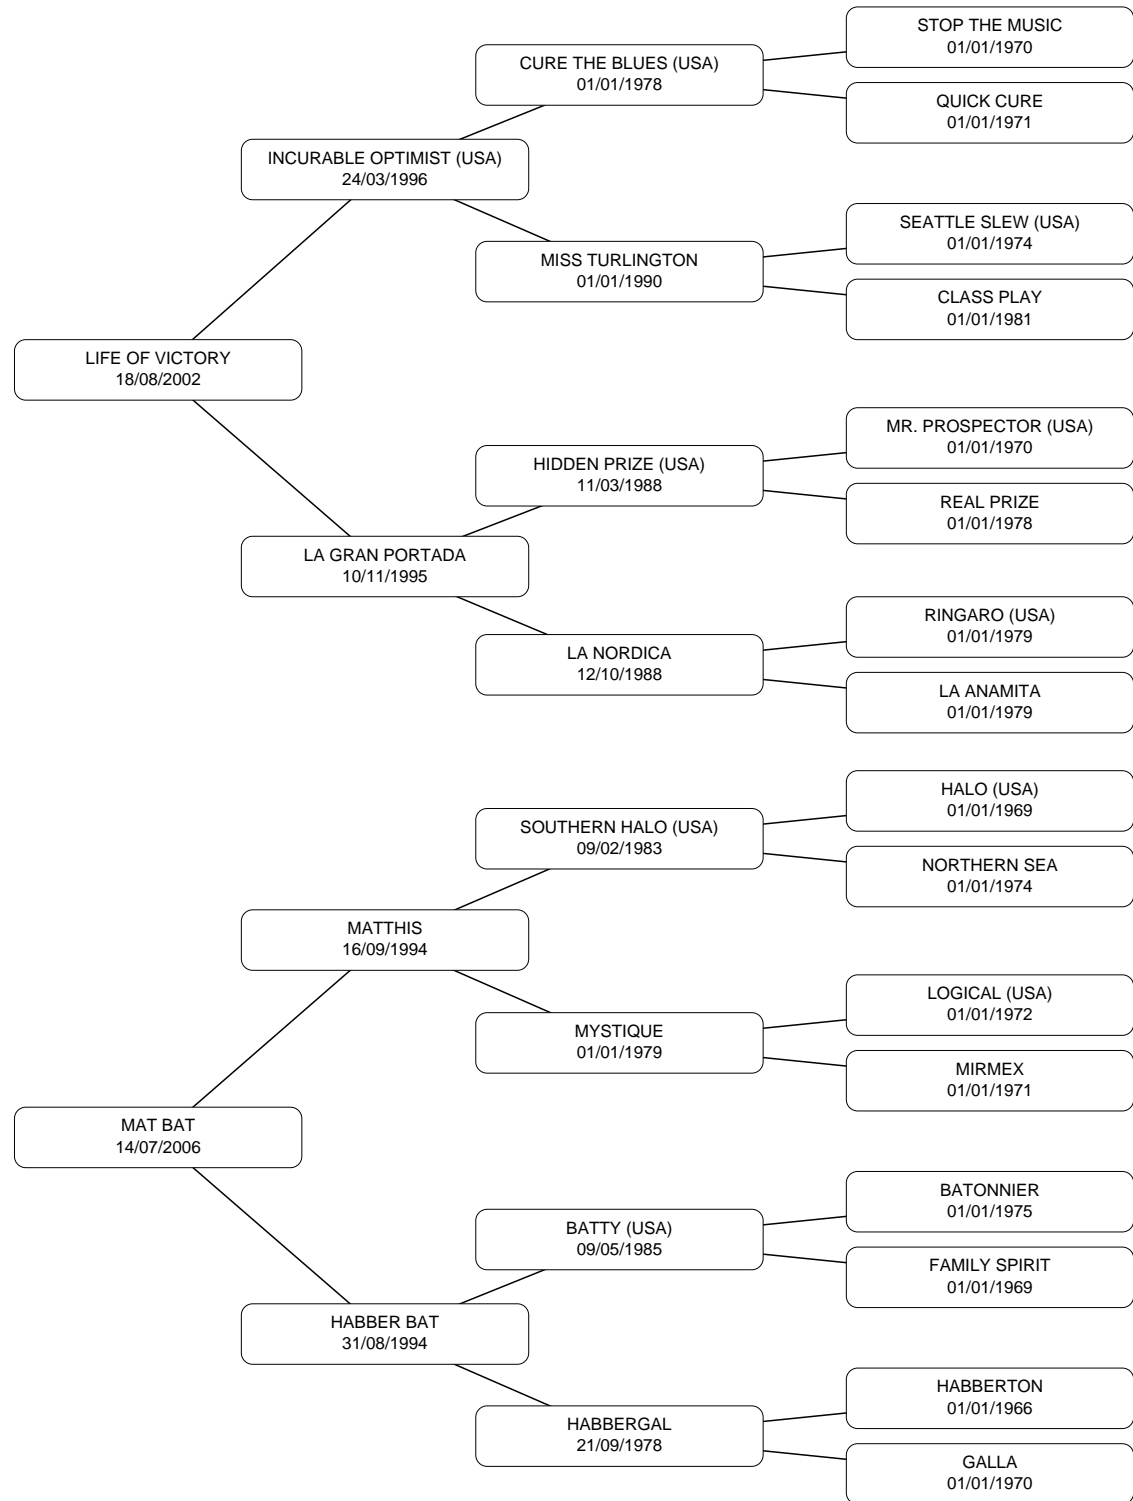 STOP THE MUSIC
01/01/1970
CURE THE BLUES (USA)
01/01/1978
QUICK CURE
01/01/1971
INCURABLE OPTIMIST (USA)
24/03/1996
SEATTLE SLEW (USA)
01/01/1974
MISS TURLINGTON
01/01/1990
CLASS PLAY
01/01/1981
LIFE OF VICTORY
18/08/2002
MR. PROSPECTOR (USA)
01/01/1970
HIDDEN PRIZE (USA)
11/03/1988
REAL PRIZE
01/01/1978
LA GRAN PORTADA
10/11/1995
RINGARO (USA)
01/01/1979
LA NORDICA
12/10/1988
LA ANAMITA
01/01/1979
HALO (USA)
01/01/1969
SOUTHERN HALO (USA)
09/02/1983
NORTHERN SEA
01/01/1974
MATTHIS
16/09/1994
LOGICAL (USA)
01/01/1972
MYSTIQUE
01/01/1979
MIRMEX
01/01/1971
MAT BAT
14/07/2006
BATONNIER
01/01/1975
BATTY (USA)
09/05/1985
FAMILY SPIRIT
01/01/1969
HABBER BAT
31/08/1994
HABBERTON
01/01/1966
HABBERGAL
21/09/1978
GALLA
01/01/1970